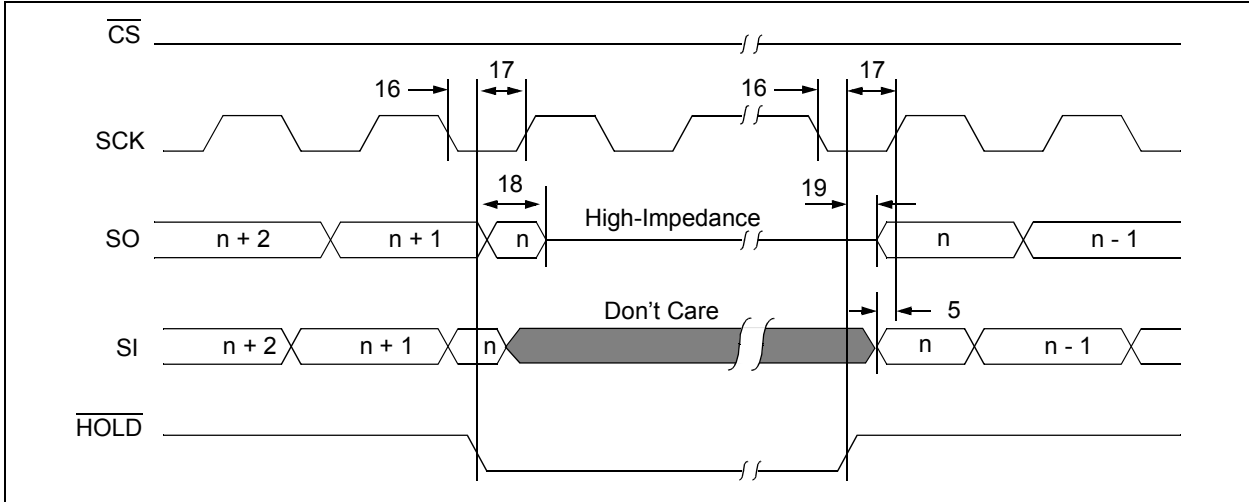 CS
17
17
16
16
SCK
18
19
High-Impedance
SO
n + 2
n + 1
n
n
n - 1
Don't Care
5
SI
n + 2
n + 1
n
n
n - 1
HOLD